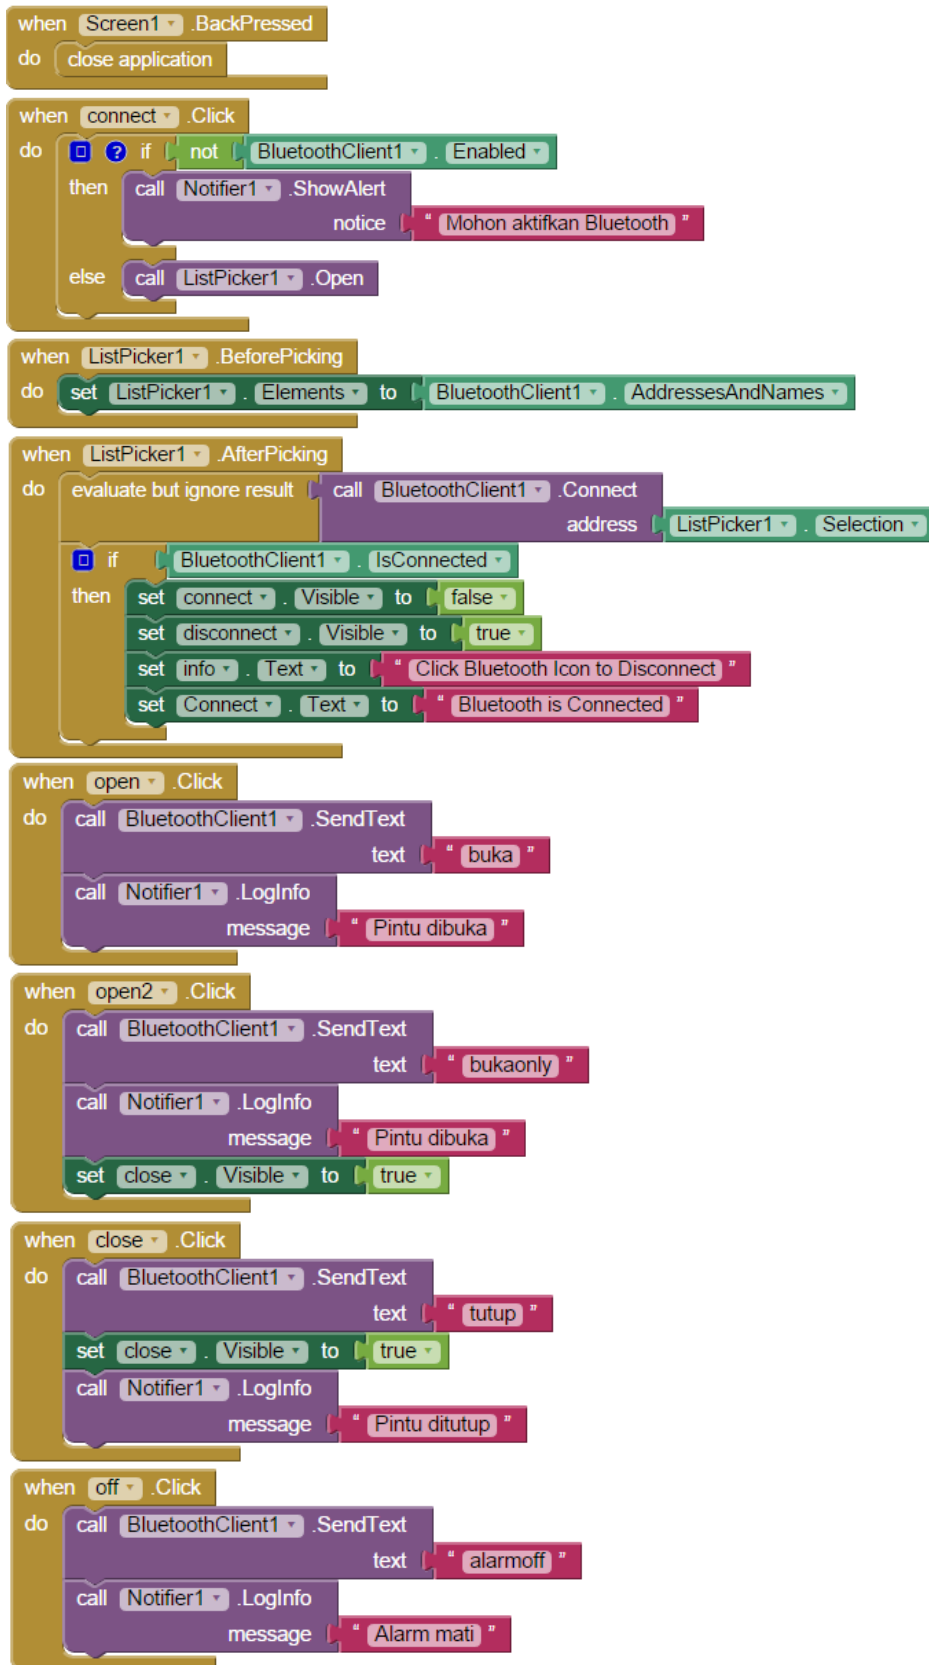 when Screen1 .BackPressed
do close application
when connect .Click
do ? if not BluetoothClient1 . Enabled
then call Notifier1 .ShowAlert
notice " Mohon aktifkan Bluetooth "
else call ListPicker1 .Open
when ListPicker1 .BeforePicking
do set ListPicker1 . Elements to BluetoothClient1 . AddressesAndNames
when ListPicker1 .AfterPicking
do evaluate but ignore result call BluetoothClient1 .Connect
address ListPicker1 . Selection
if BluetoothClient1 . IsConnected
then set connect . Visible to false
set disconnect . Visible to true
set info . Text to " Click Bluetooth Icon to Disconnect "
set Connect . Text to " Bluetooth is Connected "
when open .Click
do call BluetoothClient1 .SendText
text " buka "
call Notifier1 .LogInfo
message " Pintu dibuka "
when open2 .Click
do call BluetoothClient1 .SendText
text " bukaonly "
call Notifier1 .LogInfo
message " Pintu dibuka "
set close . Visible to true
when close .Click
do call BluetoothClient1 .SendText
text " tutup "
set close . Visible to true
call Notifier1 .LogInfo
message " Pintu ditutup "
when off .Click
do call BluetoothClient1 .SendText
text " alarmoff "
call Notifier1 .LogInfo
message " Alarm mati "